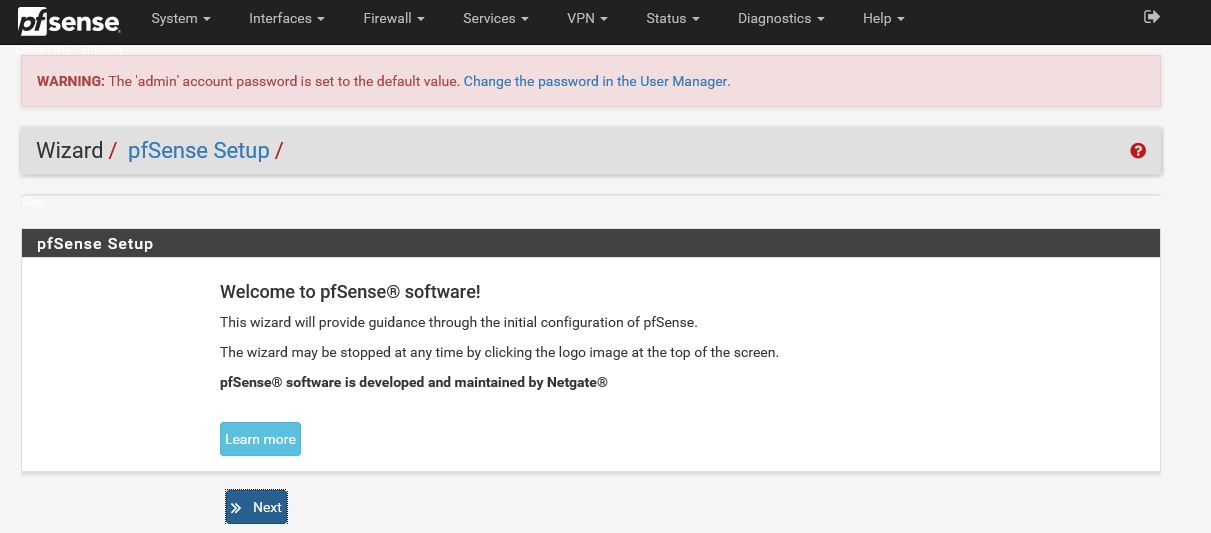 pfsense
System
Interfaces
Firewall
Services
VPN
Status
Diagnostics
Help
COMMUNITY EDITION
WARNING: The 'admin' account password is set to the default value. Change the password in the User Manager.
Wizard / pfSense Setup /
Step
pfSense Setup
Welcome to pfSense® software!
This wizard will provide guidance through the initial configuration of pfSense.
The wizard may be stopped at any time by clicking the logo image at the top of the screen.
pfSense® software is developed and maintained by Netgate®
Learn more
Next